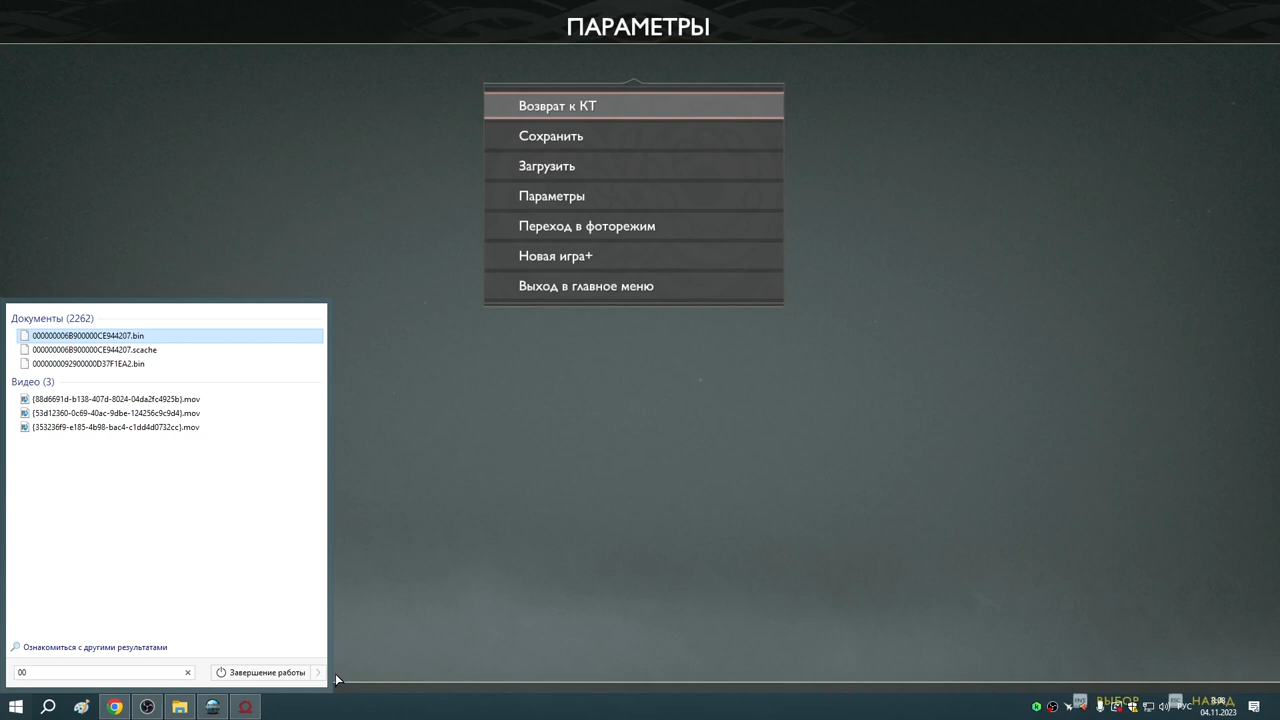 ПАРАМЕТРЫ
Возврат к КТ
Сохранить
Загрузить
Параметры
Переход в фоторежим
Новая игра+
Выход в главное меню
Документы (2262)
000000006B900000CE944207.bin
000000006B900000CE944207.scache
0000000092900000D37F1EA2.bin
Видео (3)
{88d6691d-b138-407d-8024-04da2fc4925b}.mov
{53d12360-0c69-40ac-9dbe-124256c9c9d4}.mov
{353236f9-e185-4b98-bac4-c1dd4d0732cc}.mov
Ознакомиться с другими результатами
00
Завершение работы
ВЫБОР
НАЗАД
РУС
04.11.2023